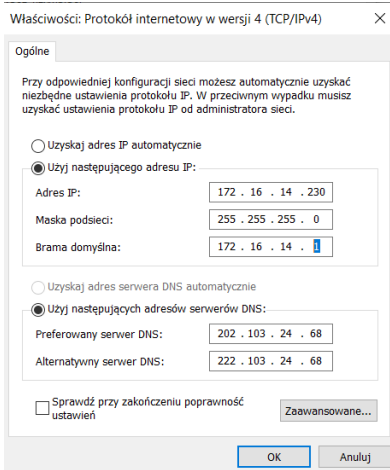 Właściwości: Protokół internetowy w wersji 4 (TCP/IPv4)
Ogólne
Przy odpowiedniej konfiguracji sieci możesz automatycznie uzyskać
niezbędne ustawienia protokołu IP. W przeciwnym wypadku musisz
uzyskać ustawienia protokołu IP od administratora sieci.
Uzyskaj adres IP automatycznie
Użyj następującego adresu IP:
Adres IP: 172 . 16 . 14 . 230
Maska podsieci: 255 . 255 . 255 . 0
Brama domyślna: 172 . 16 . 14 . 1
Uzyskaj adres serwera DNS automatycznie
Użyj następujących adresów serwerów DNS:
Preferowany serwer DNS: 202 . 103 . 24 . 68
Alternatywny serwer DNS: 222 . 103 . 24 . 68
Sprawdź przy zakończeniu poprawność
ustawień
Zaawansowane...
OK Anuluj